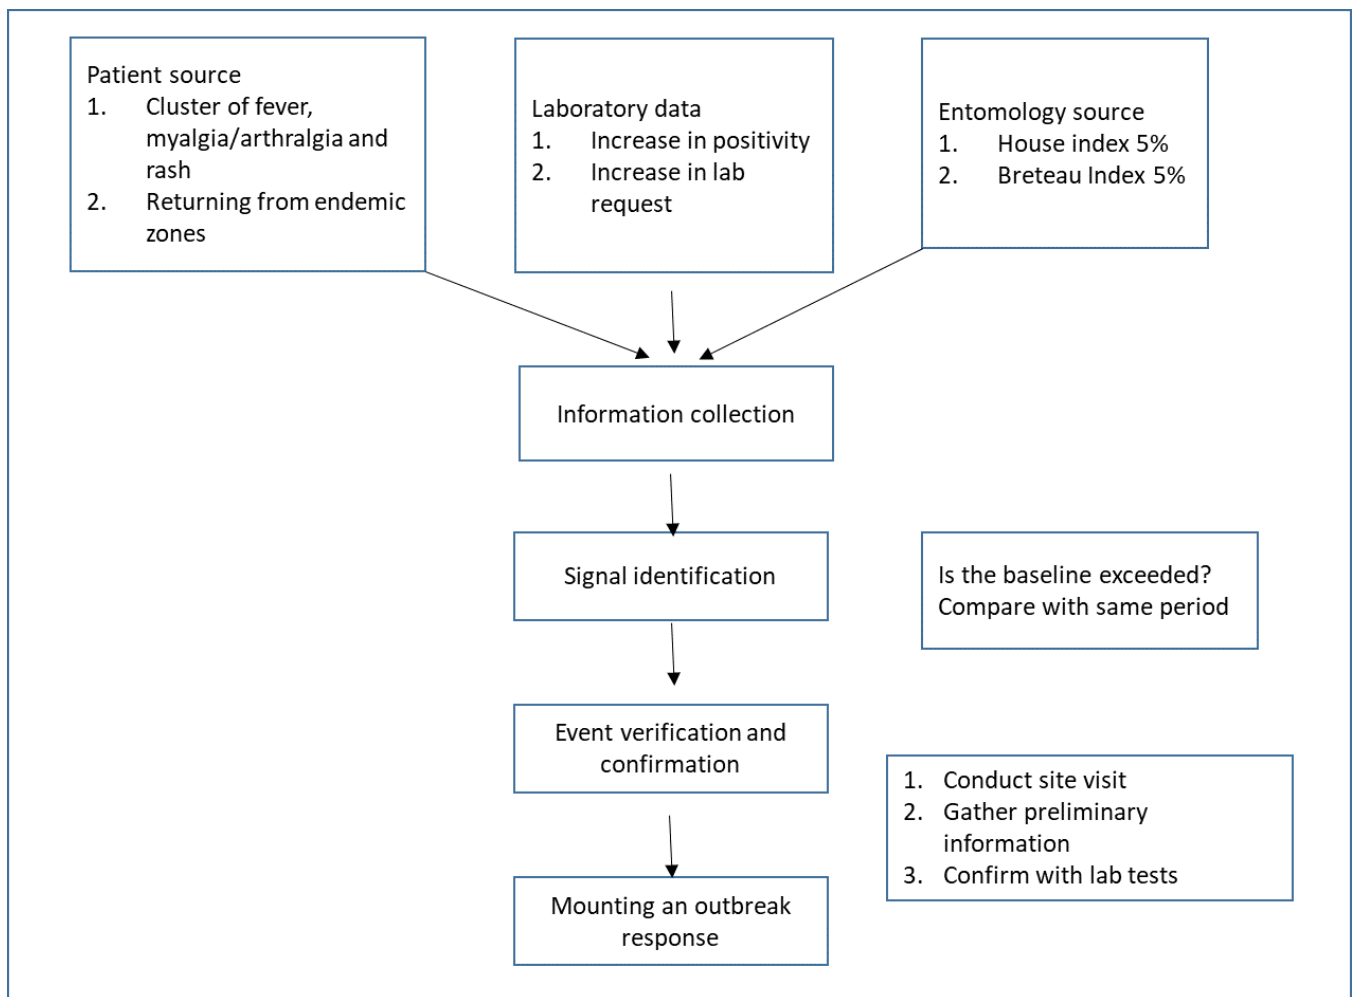 Patient source
1. Cluster of fever,
myalgia/arthralgia and
rash
2. Returning from endemic
zones
Laboratory data
1. Increase in positivity
2. Increase in lab
request
Entomology source
1. House index 5%
2. Breteau Index 5%
Information collection
Signal identification
Is the baseline exceeded?
Compare with same period
Event verification and
confirmation
1. Conduct site visit
2. Gather preliminary
information
3. Confirm with lab tests
Mounting an outbreak
response